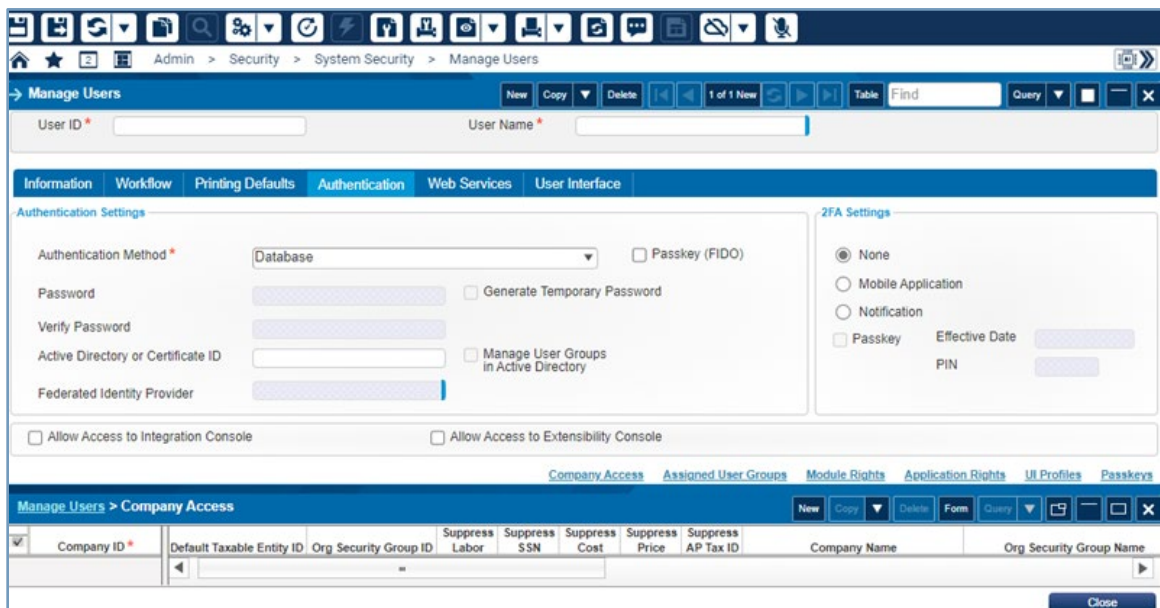 Admin > Security > System Security > Manage Users
Manage Users New Copy Delete 1 of 1 New Table Find Query
User ID * User Name *
Information Workflow Printing Defaults Authentication Web Services User Interface
Authentication Settings 2FA Settings
Authentication Method * Database Passkey (FIDO) None
Mobile Application
Password Generate Temporary Password
Notification
Verify Password
Passkey Effective Date
Active Directory or Certificate ID Manage User Groups
in Active Directory
PIN
Federated Identity Provider
Allow Access to Integration Console Allow Access to Extensibility Console
Company Access Assigned User Groups Module Rights Application Rights UI Profiles Passkeys
Manage Users > Company Access New Copy Delete Form Query
Company ID * Default Taxable Entity ID Org Security Group ID Suppress Labor Suppress SSN Suppress Cost Suppress Price Suppress AP Tax ID Company Name Org Security Group Name
Close